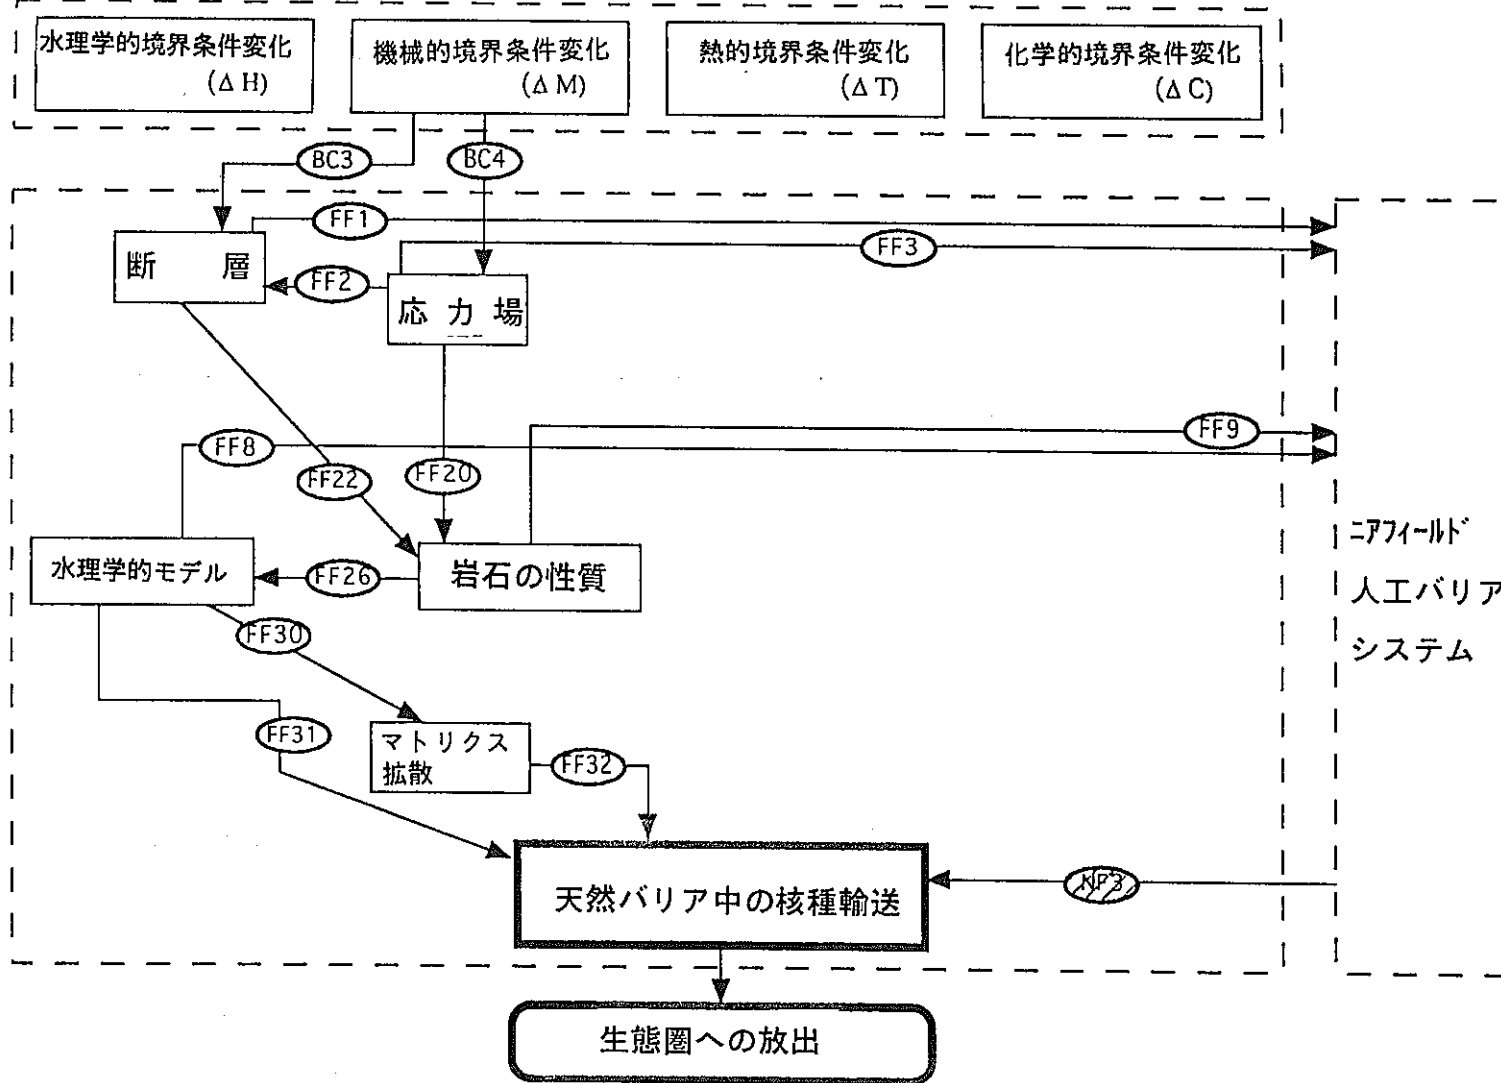 水理学的境界条件変化
(Δ H)
機械的境界条件変化
(Δ M)
熱的境界条件変化
(Δ T)
化学的境界条件変化
(Δ C)
BC3
BC4
FF1
FF3
断 層
FF2
応 力 場
FF8
FF9
FF22
FF20
水理学的モデル
FF26
岩石の性質
ニアフィールド
人工バリア
システム
FF30
FF31
マトリクス
拡散
FF32
天然バリア中の核種輸送
NF3
生態圏への放出